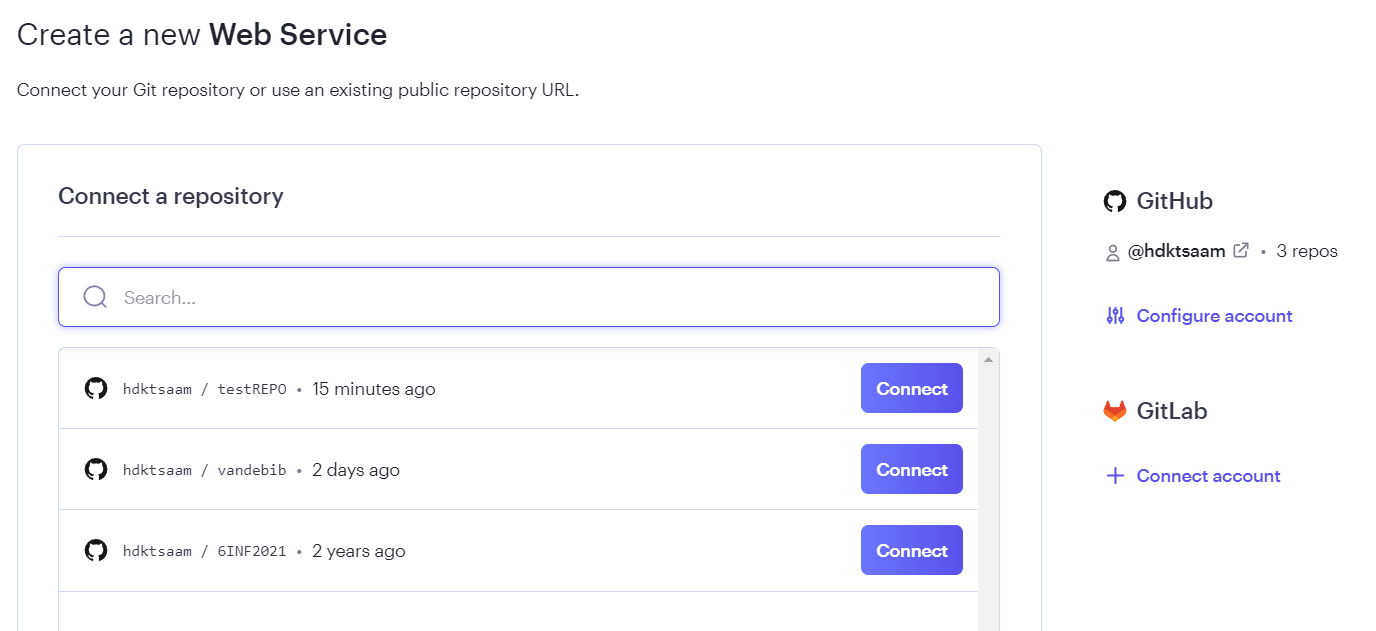 Create a new Web Service
Connect your Git repository or use an existing public repository URL.
Connect a repository
Search...
hdktsaam / testREPO • 15 minutes ago Connect
hdktsaam / vandebib • 2 days ago Connect
hdktsaam / 6INF2021 • 2 years ago Connect
GitHub
@hdktsaam • 3 repos
Configure account
GitLab
Connect account